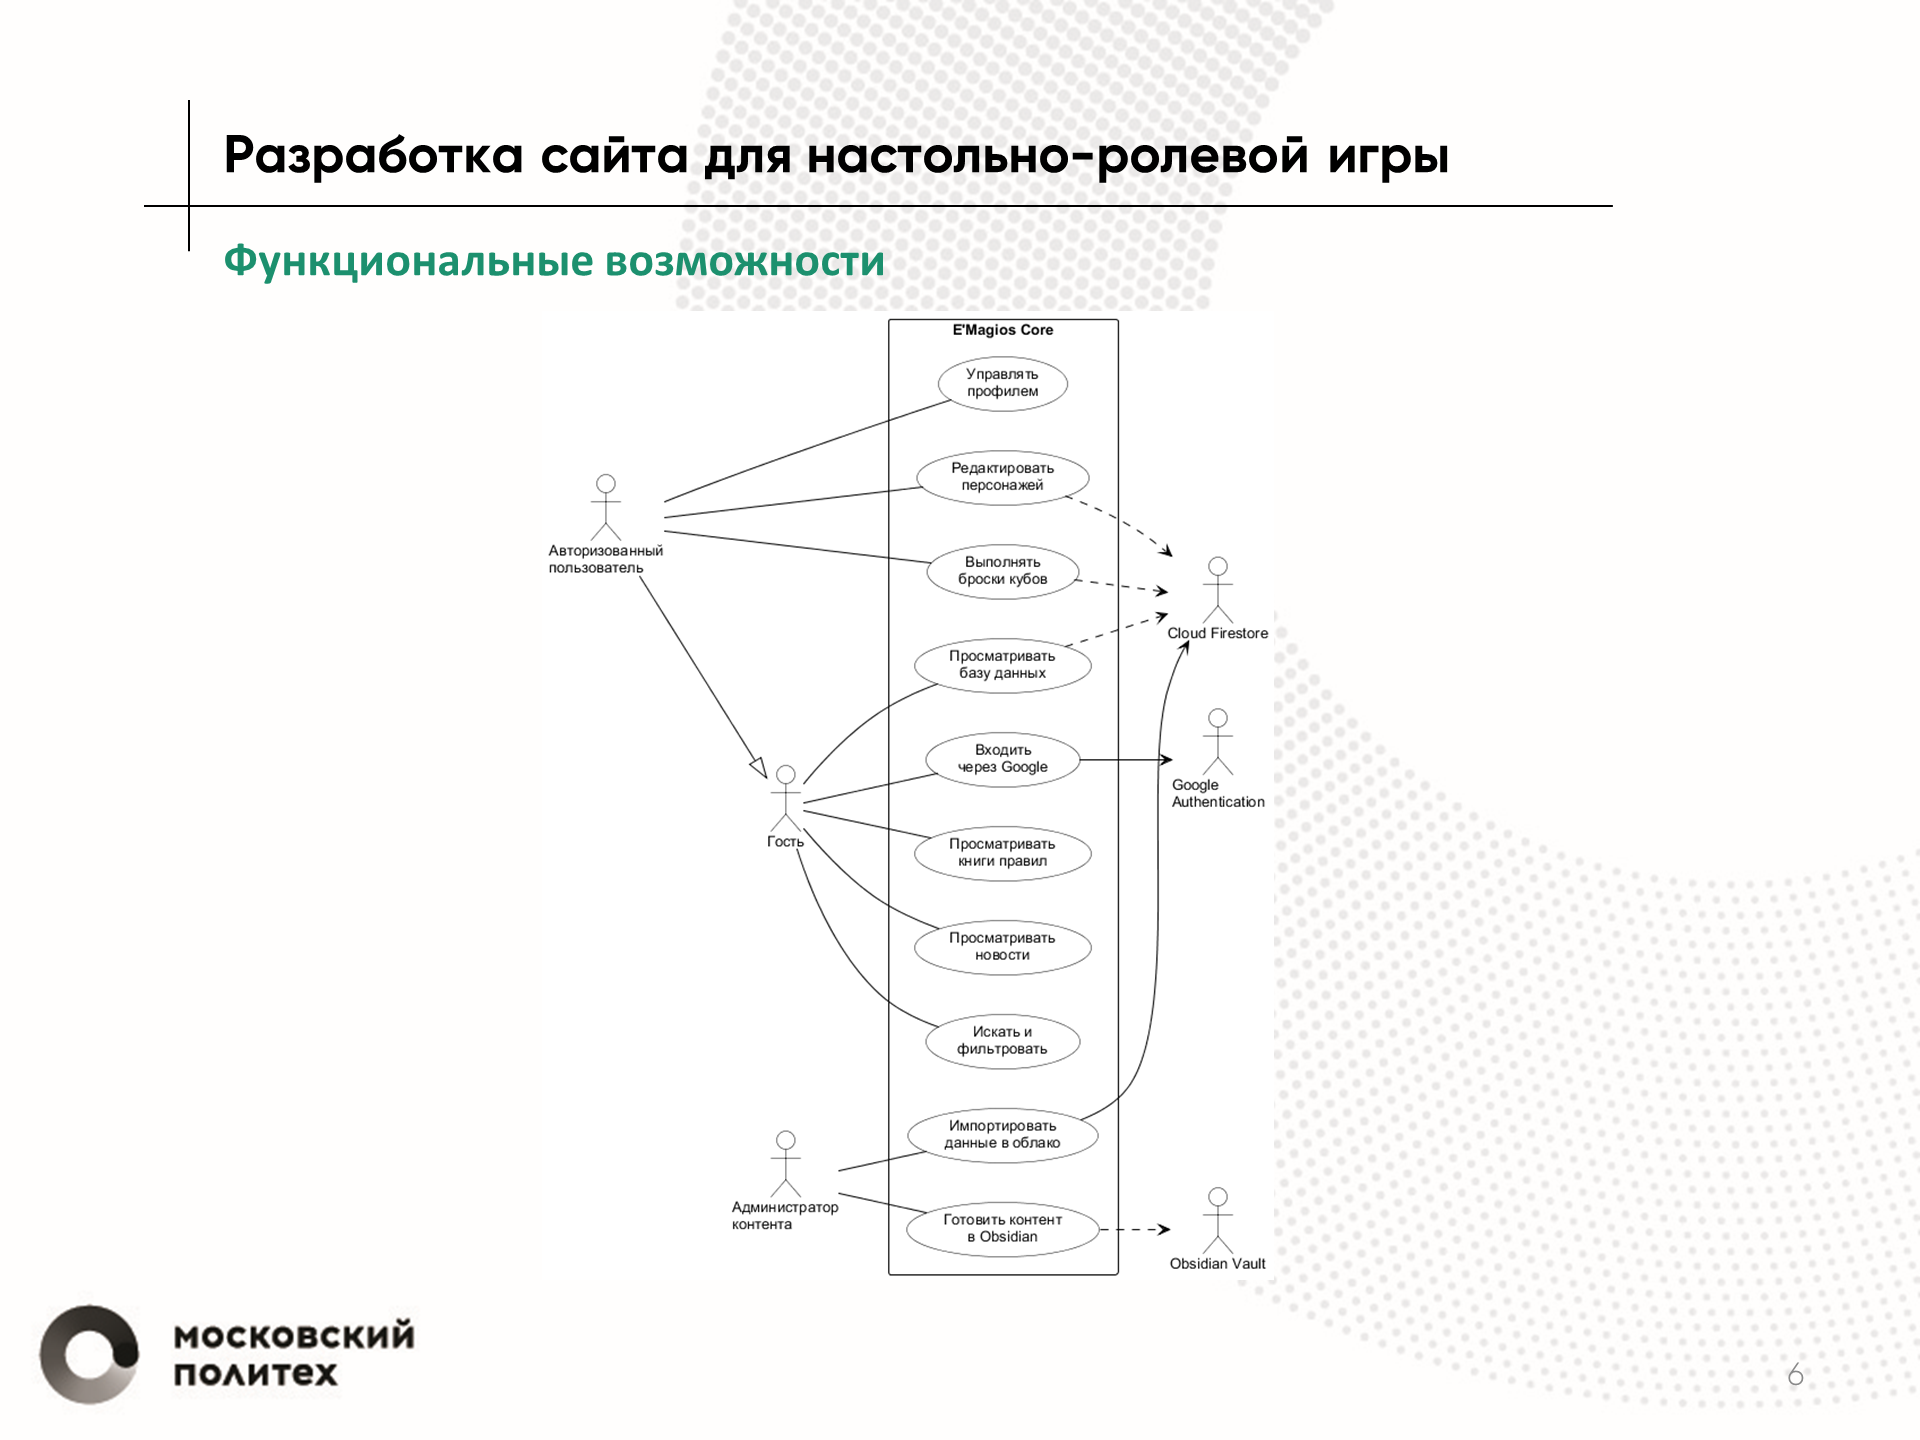 Разработка сайта для настольно-ролевой игры
Функциональные возможности
E'Magios Core
Управлять
профилем
Редактировать
персонажей
Авторизованный
пользователь
Выполнять
броски кубов
Cloud Firestore
Просматривать
базу данных
Входить
через Google
Google
Authentication
Гость
Просматривать
книги правил
Просматривать
новости
Искать и
фильтровать
Импортировать
данные в облако
Администратор
контента
Готовить контент
в Obsidian
Obsidian Vault
МОСКОВСКИЙ
ПОЛИТЕХ
6